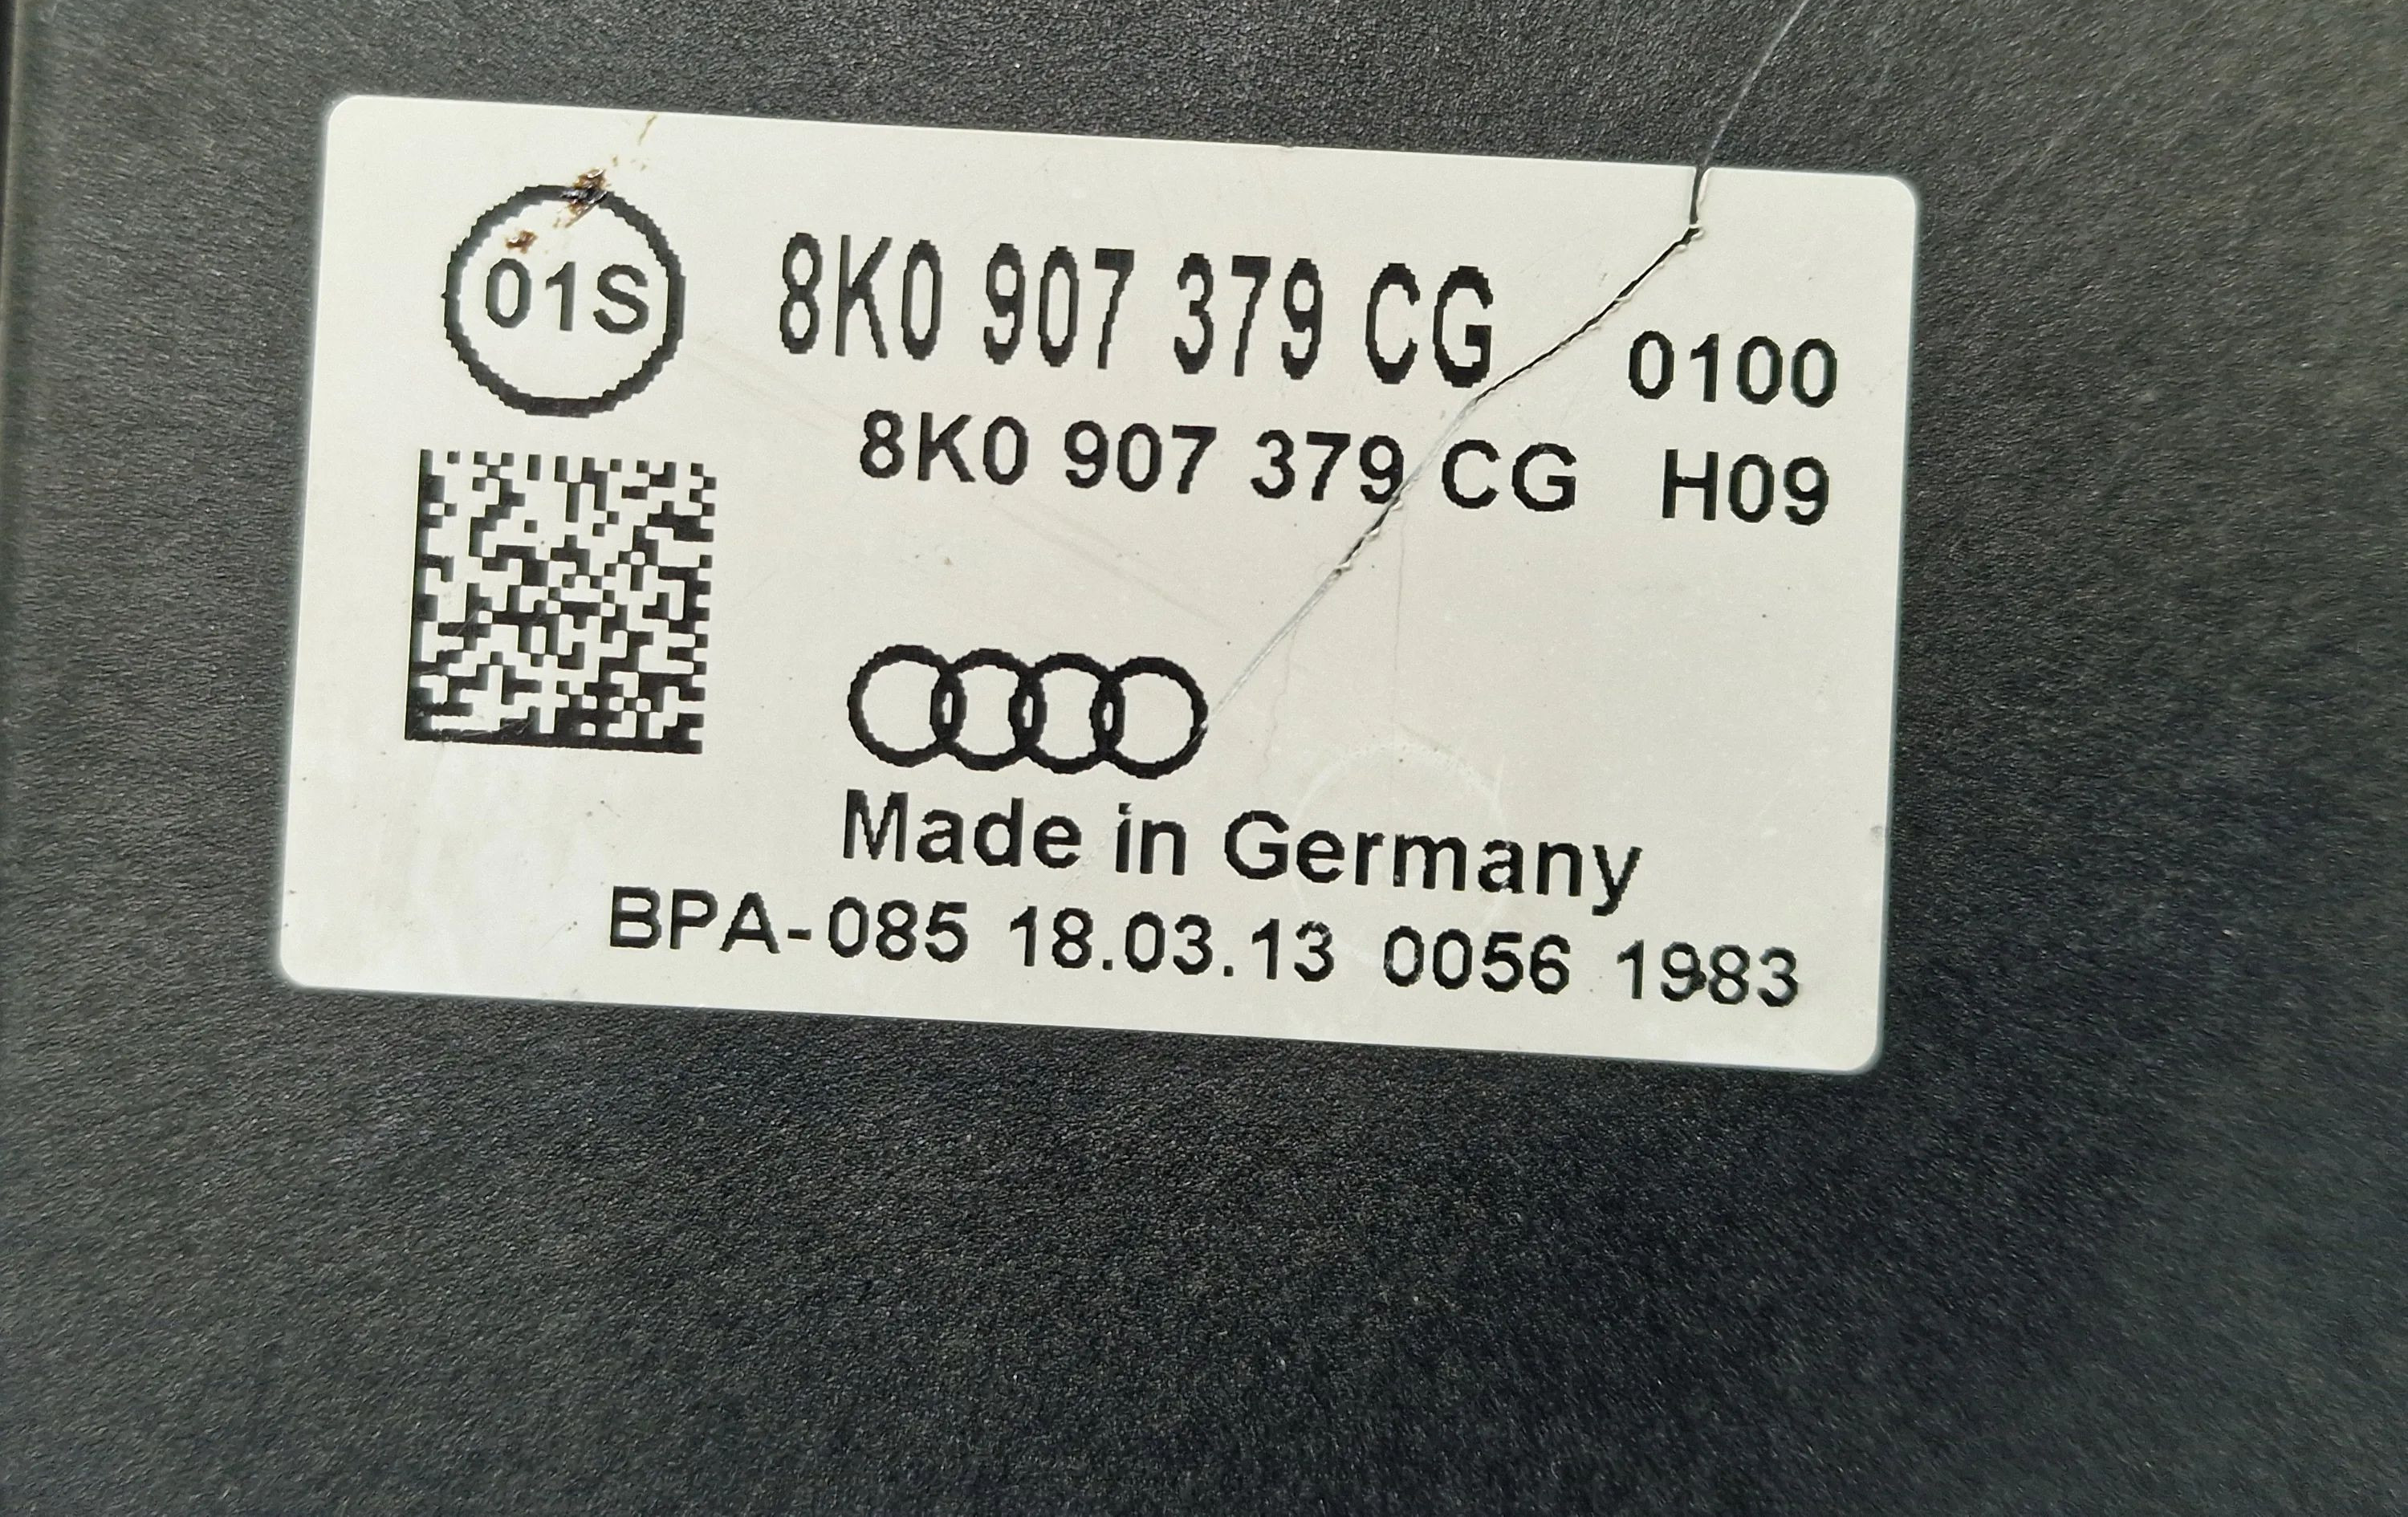 01S
8K0 907 379 CG 0100
8K0 907 379 CG H09
Made in Germany
BPA-085 18.03.13 0056 1983